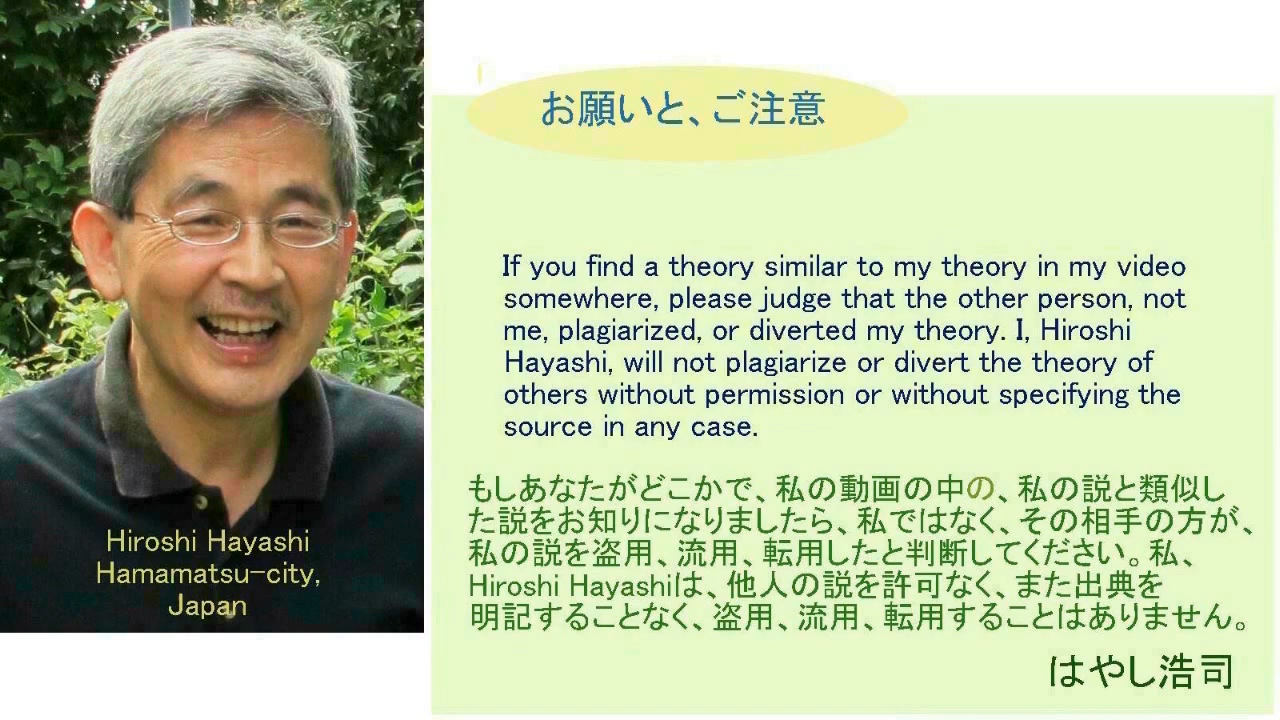 お願いと、ご注意
If you find a theory similar to my theory in my video
somewhere, please judge that the other person, not
me, plagiarized, or diverted my theory. I, Hiroshi
Hayashi, will not plagiarize or divert the theory of
others without permission or without specifying the
source in any case.
もしあなたがどこかで、私の動画の中の、私の説と類似し
た説をお知りになりましたら、私ではなく、その相手の方が、
私の説を盗用、流用、転用したと判断してください。私、
Hiroshi Hayashiは、他人の説を許可なく、また出典を
明記することなく、盗用、流用、転用することはありません。
はやし浩司
Hiroshi Hayashi
Hamamatsu-city,
Japan